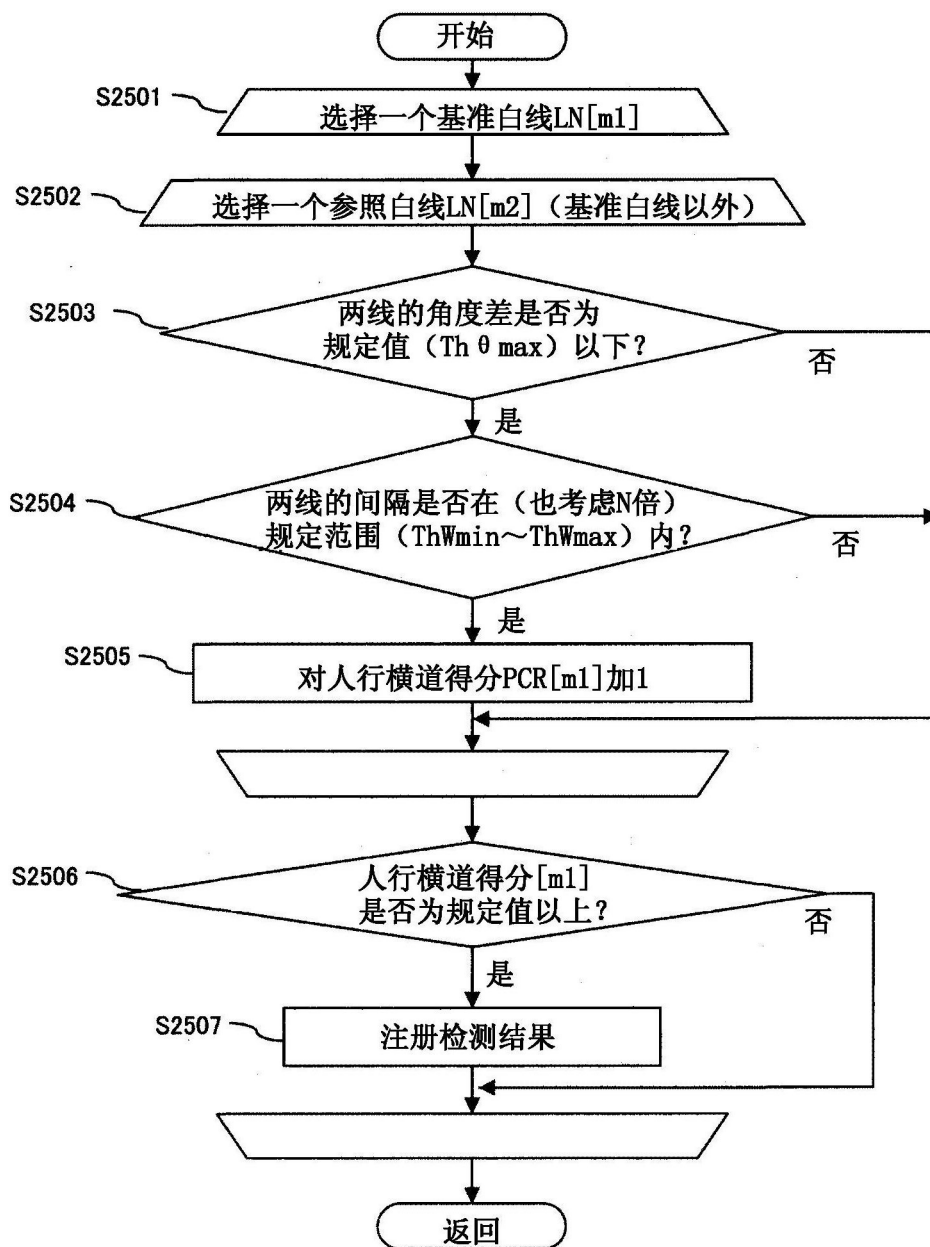 开始
S2501
选择一个基准白线LN[m1]
S2502
选择一个参照白线LN[m2]（基准白线以外）
S2503
两线的角度差是否为
规定值（Thθmax）以下?
否
是
S2504
两线的间隔是否在（也考虑N倍）
规定范围（ThWmin～ThWmax）内?
否
是
S2505
对人行横道得分PCR[m1]加1
S2506
人行横道得分[m1]
是否为规定值以上?
否
是
S2507
注册检测结果
返回